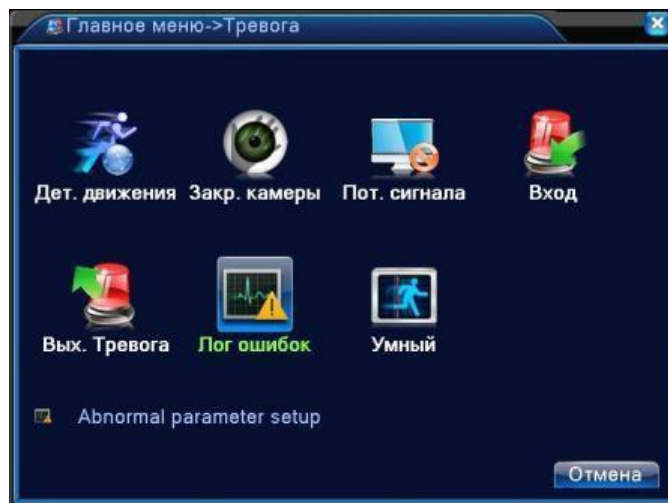 Главное меню->Тревога
Дет. движения Закр. камеры Пот. сигнала Вход
Вых. Тревога Лог ошибок Умный
Abnormal parameter setup
Отмена